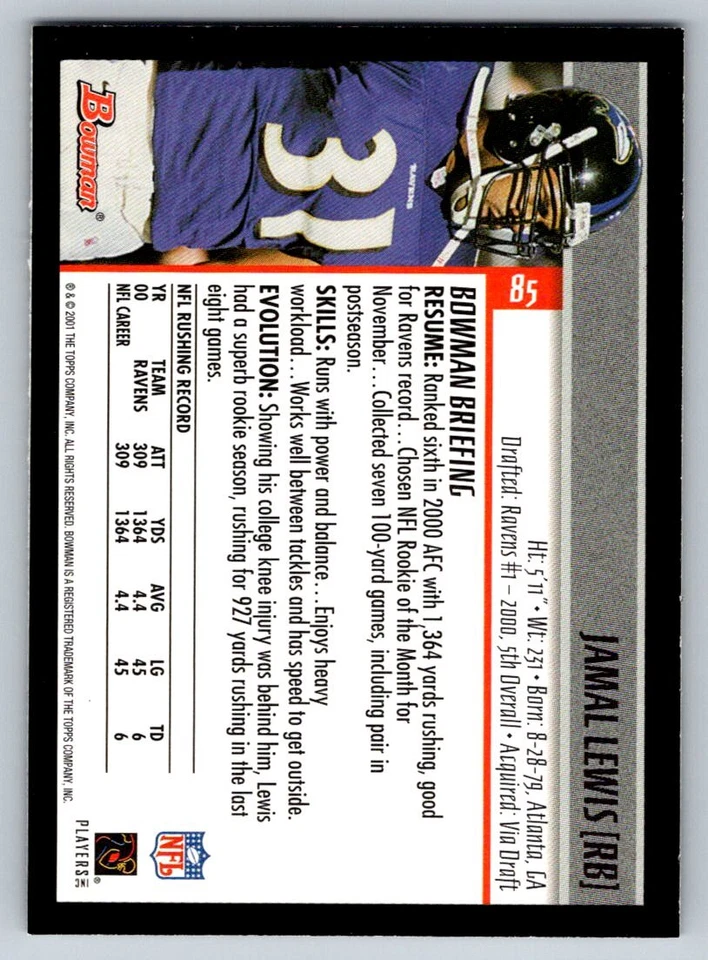 85
JAMAL LEWIS [RB]
Ht: 5'11" • Wt: 231 • Born: 8-28-79, Atlanta, GA
Drafted: Ravens #1 – 2000, 5th Overall • Acquired: Via Draft
BOWMAN BRIEFING
RESUME: Ranked sixth in 2000 AFC with 1,364 yards rushing, good
for Ravens record…Chosen NFL Rookie of the Month for
November…Collected seven 100-yard games, including pair in
postseason.
SKILLS: Runs with power and balance…Enjoys heavy
workload…Works well between tackles and has speed to get outside.
EVOLUTION: Showing his college knee injury was behind him, Lewis
had a superb rookie season, rushing for 927 yards rushing in the last
eight games.
NFL RUSHING RECORD
YR TEAM ATT YDS AVG LG TD
00 RAVENS 309 1364 4.4 45 6
NFL CAREER 309 1364 4.4 45 6
® & © 2001 THE TOPPS COMPANY, INC. ALL RIGHTS RESERVED. BOWMAN IS A REGISTERED TRADEMARK OF THE TOPPS COMPANY, INC.
RAVENS
31
Bowman®
NFL
PLAYERS INC ®